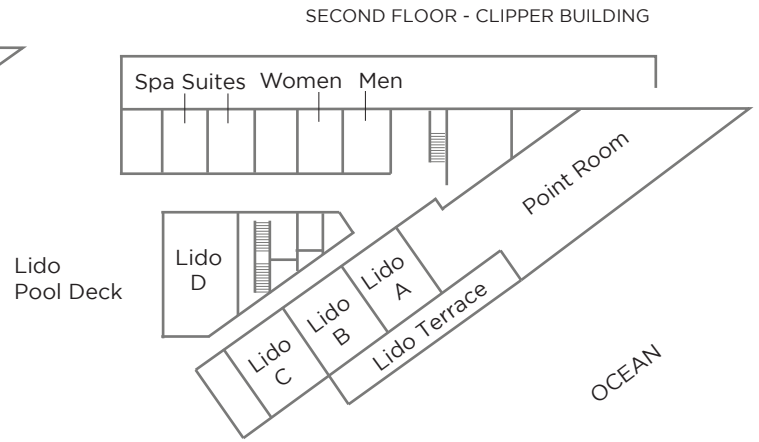 SECOND FLOOR - CLIPPER BUILDING
Spa Suites
Women
Men
Point Room
Lido
Pool Deck
Lido
D
Lido
A
Lido
B
Lido
C
Lido Terrace
OCEAN